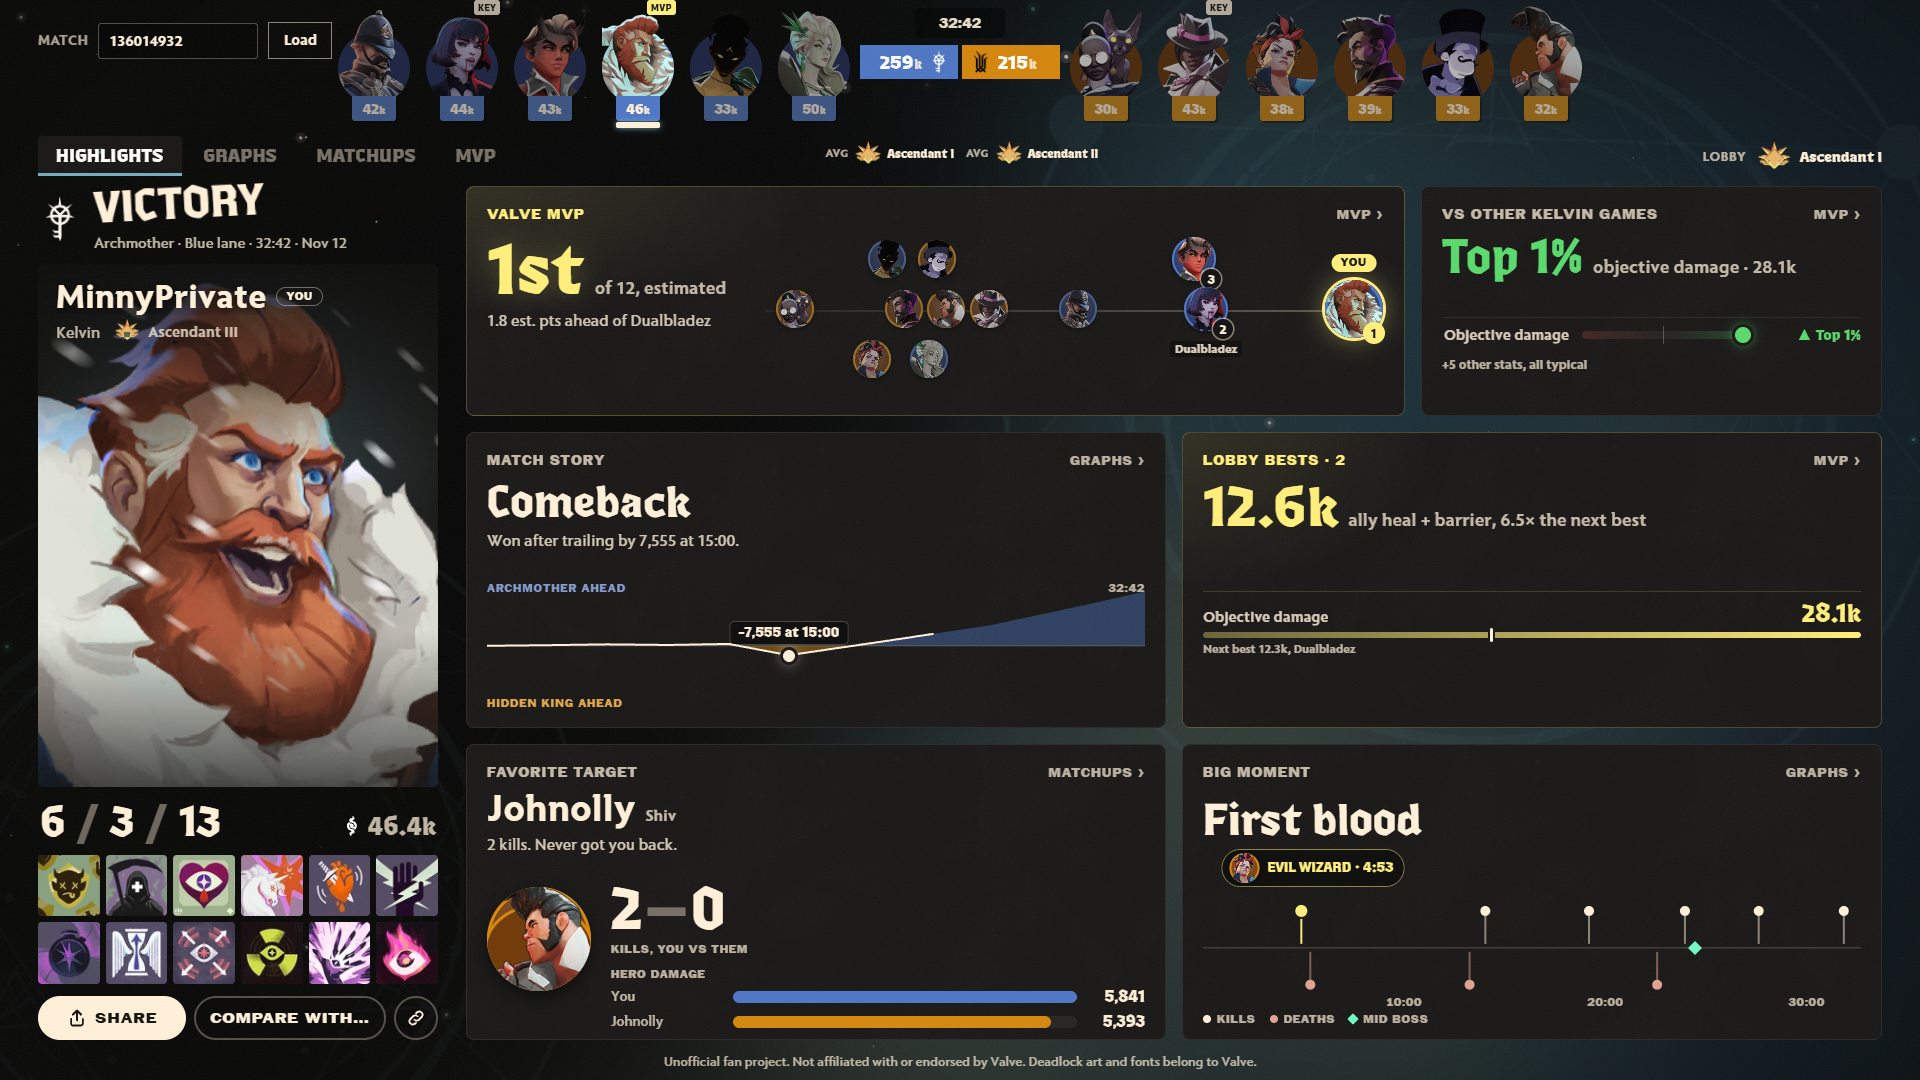 MATCH
136014932
Load
KEY
MVP
KEY
32:42
259k
215k
42k
44k
43k
46k
33k
50k
30k
43k
38k
39k
33k
32k
HIGHLIGHTS
GRAPHS
MATCHUPS
MVP
AVG Ascendant I
AVG Ascendant II
LOBBY Ascendant I
VICTORY
Archmother · Blue lane · 32:42 · Nov 12
MinnyPrivate YOU
Kelvin Ascendant III
6 / 3 / 13
46.4k
SHARE
COMPARE WITH...
VALVE MVP
MVP ›
1st of 12, estimated
1.8 est. pts ahead of Dualbladez
3
2
Dualbladez
YOU
1
VS OTHER KELVIN GAMES
MVP ›
Top 1% objective damage · 28.1k
Objective damage
▲ Top 1%
+5 other stats, all typical
MATCH STORY
GRAPHS ›
Comeback
Won after trailing by 7,555 at 15:00.
ARCHMOTHER AHEAD
32:42
-7,555 at 15:00
HIDDEN KING AHEAD
LOBBY BESTS · 2
MVP ›
12.6k ally heal + barrier, 6.5× the next best
Objective damage
28.1k
Next best 12.3k, Dualbladez
FAVORITE TARGET
MATCHUPS ›
Johnolly Shiv
2 kills. Never got you back.
2—0
KILLS, YOU VS THEM
HERO DAMAGE
You 5,841
Johnolly 5,393
BIG MOMENT
GRAPHS ›
First blood
EVIL WIZARD · 4:53
10:00
20:00
30:00
KILLS
DEATHS
MID BOSS
Unofficial fan project. Not affiliated with or endorsed by Valve. Deadlock art and fonts belong to Valve.